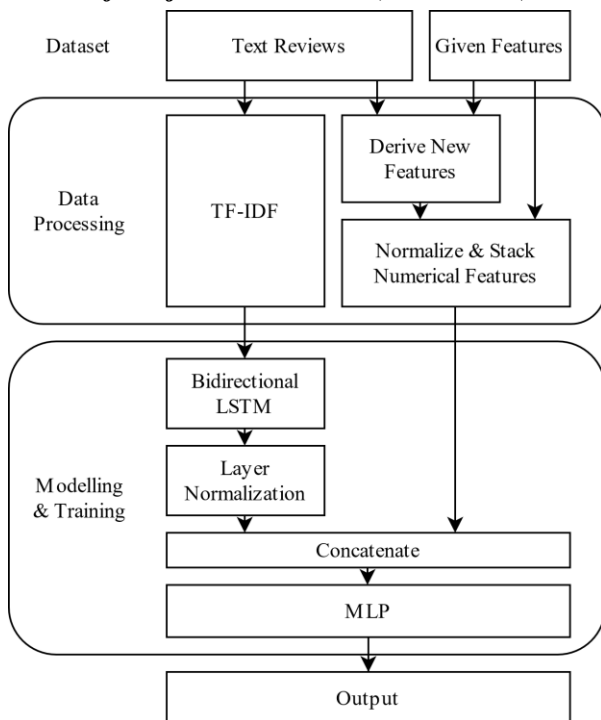 Dataset
Text Reviews
Given Features
Data
Processing
TF-IDF
Derive New
Features
Normalize & Stack
Numerical Features
Modelling
& Training
Bidirectional
LSTM
Layer
Normalization
Concatenate
MLP
Output